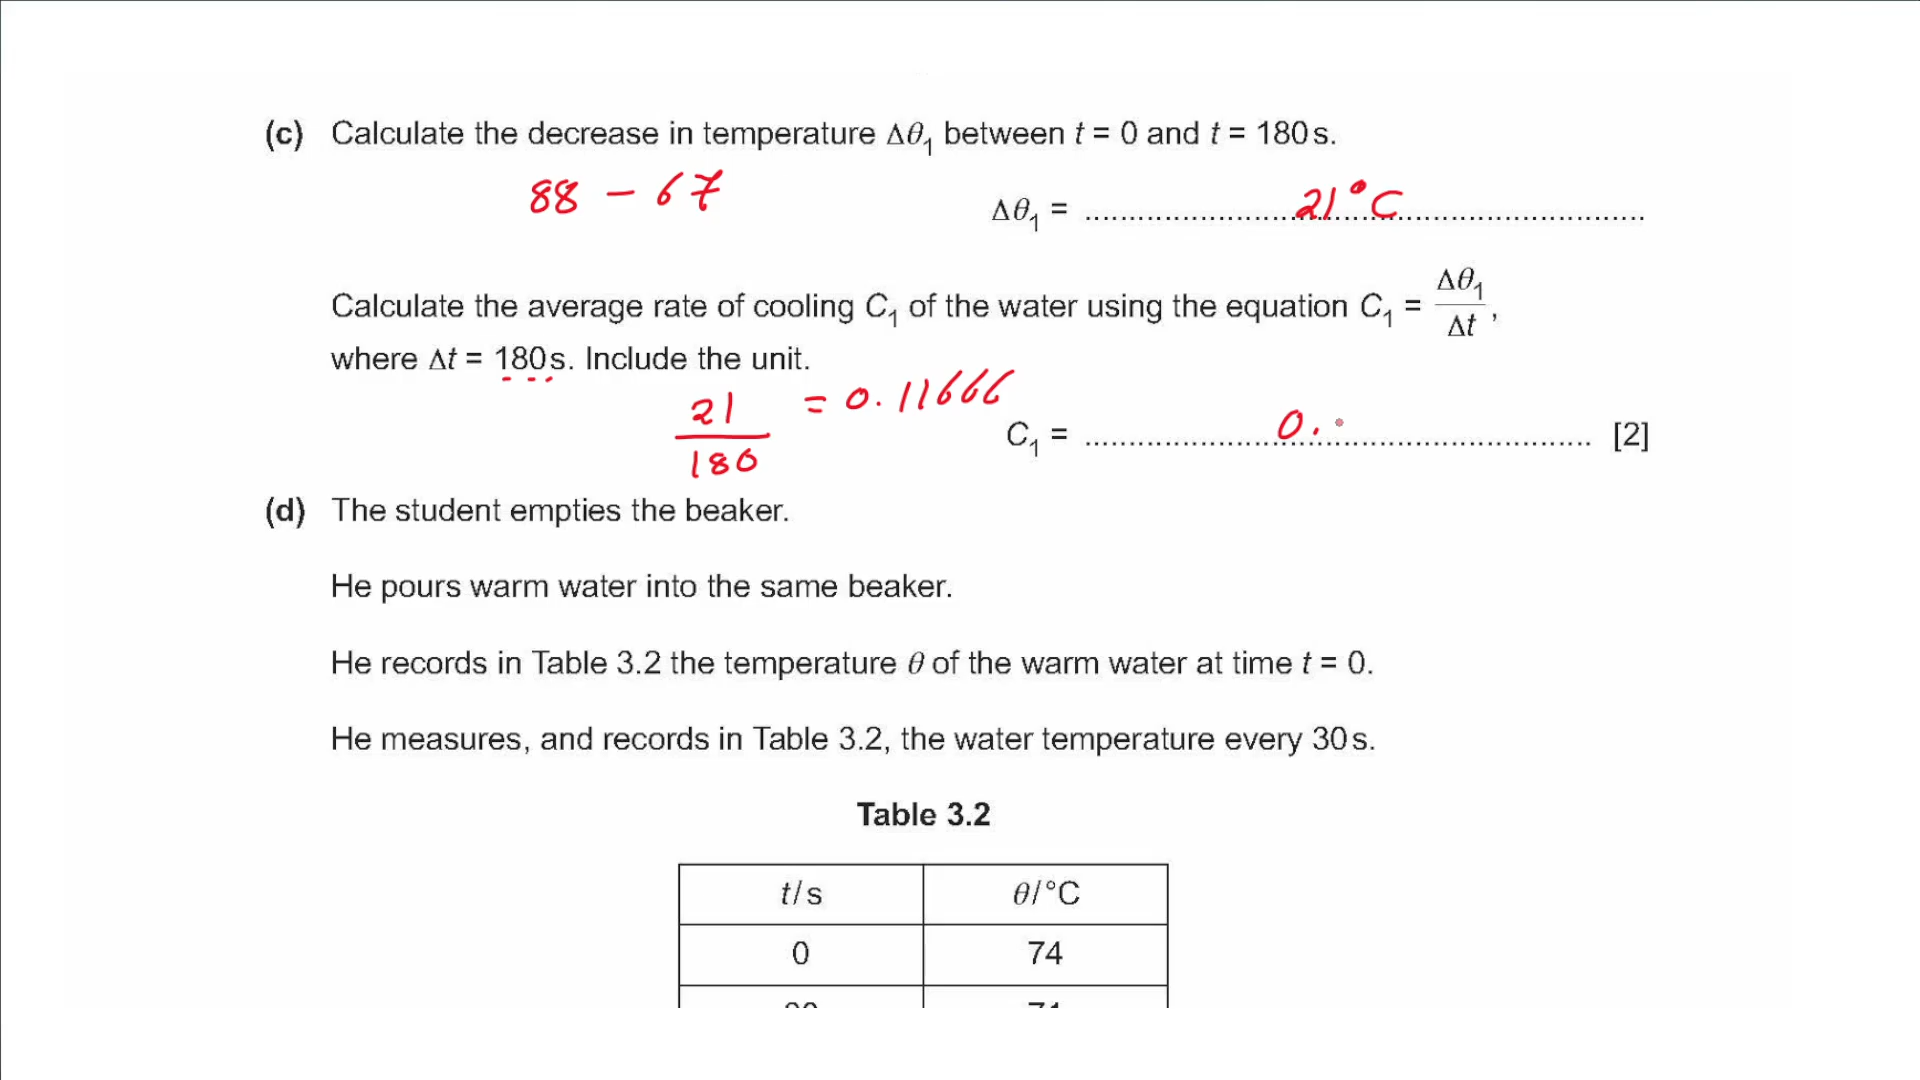 (c) Calculate the decrease in temperature Δθ₁ between t = 0 and t = 180 s.
88 – 67
Δθ₁ = ........ 21°C ........
Calculate the average rate of cooling C₁ of the water using the equation C₁ = Δθ₁/Δt,
where Δt = 180 s. Include the unit.
21/180 = 0.11666
C₁ = ........ 0. ........ [2]
(d) The student empties the beaker.
He pours warm water into the same beaker.
He records in Table 3.2 the temperature θ of the warm water at time t = 0.
He measures, and records in Table 3.2, the water temperature every 30 s.
Table 3.2
t/s θ/°C
0 74